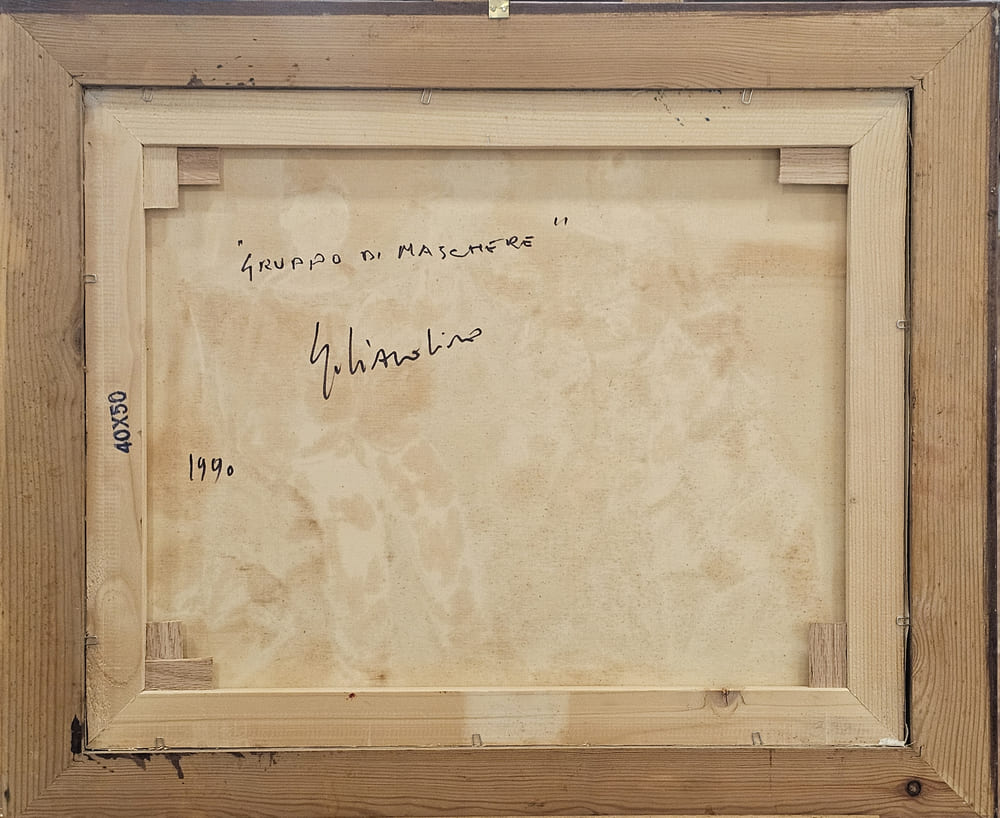 "GRUPPO DI MASCHERE"
40X50
1990